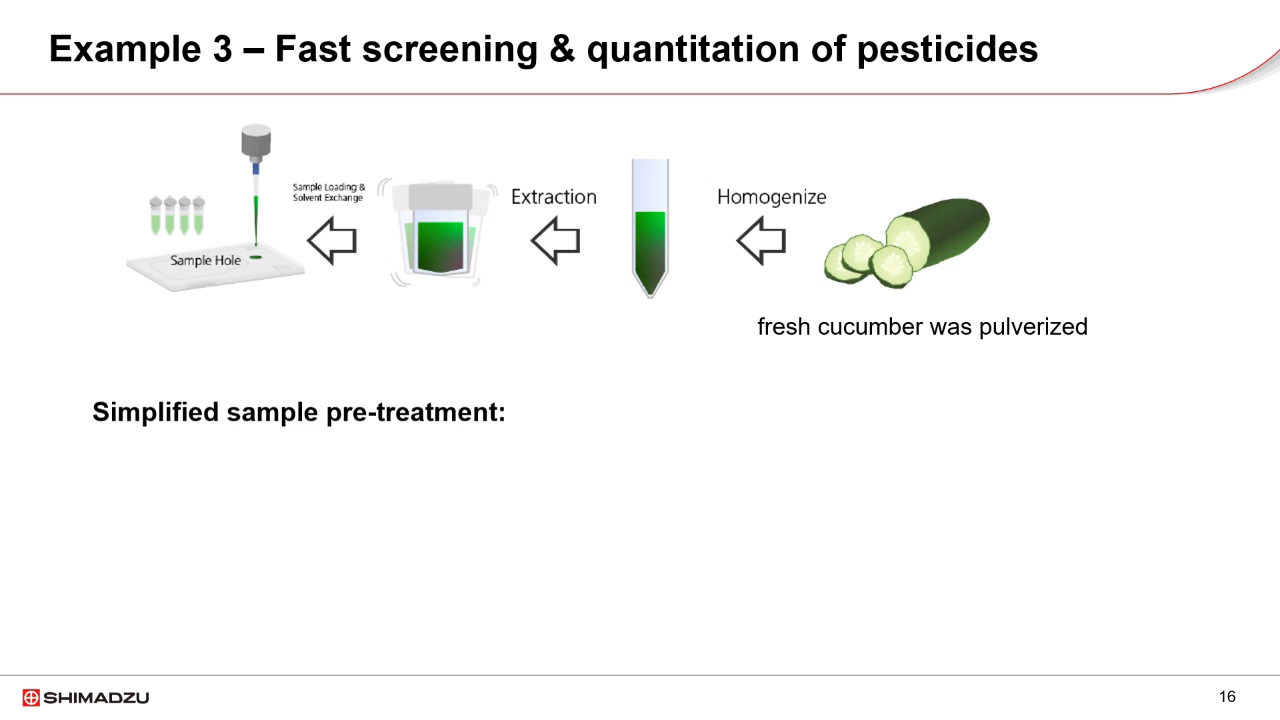 Example 3 – Fast screening & quantitation of pesticides
Sample Loading &
Solvent Exchange
Extraction
Homogenize
Sample Hole
fresh cucumber was pulverized
Simplified sample pre-treatment:
SHIMADZU
16